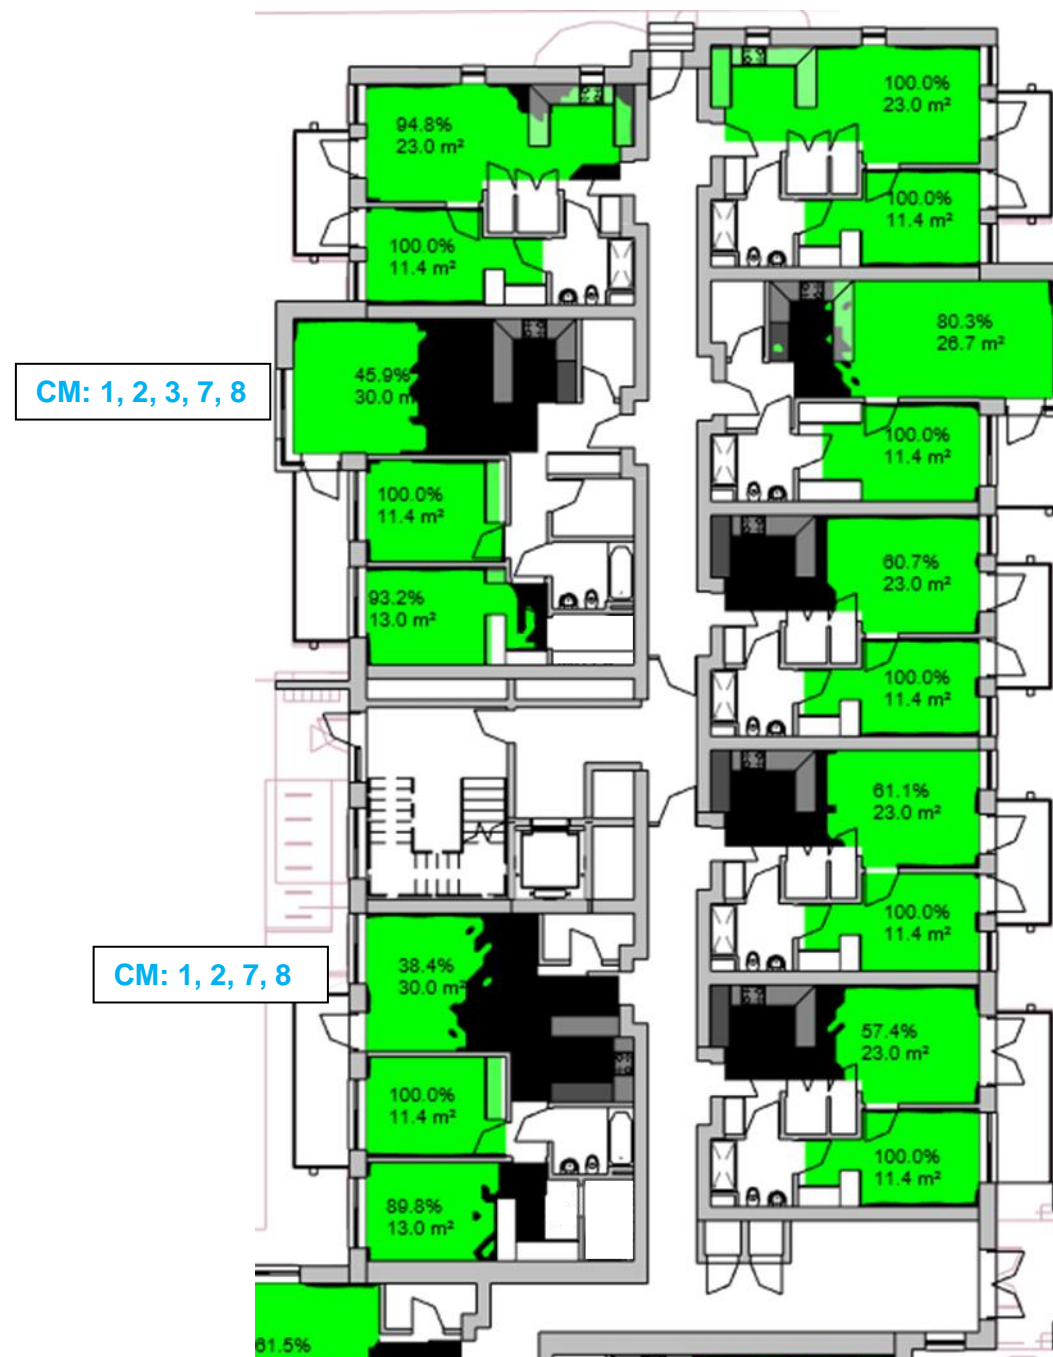 94.8%
23.0 m²
100.0%
23.0 m²
100.0%
11.4 m²
100.0%
11.4 m²
CM: 1, 2, 3, 7, 8
45.9%
30.0 m
80.3%
26.7 m²
100.0%
11.4 m²
100.0%
11.4 m²
93.2%
13.0 m²
60.7%
23.0 m²
100.0%
11.4 m²
61.1%
23.0 m²
100.0%
11.4 m²
CM: 1, 2, 7, 8
38.4%
30.0 m²
57.4%
23.0 m²
100.0%
11.4 m²
100.0%
11.4 m²
89.8%
13.0 m²
61.5%